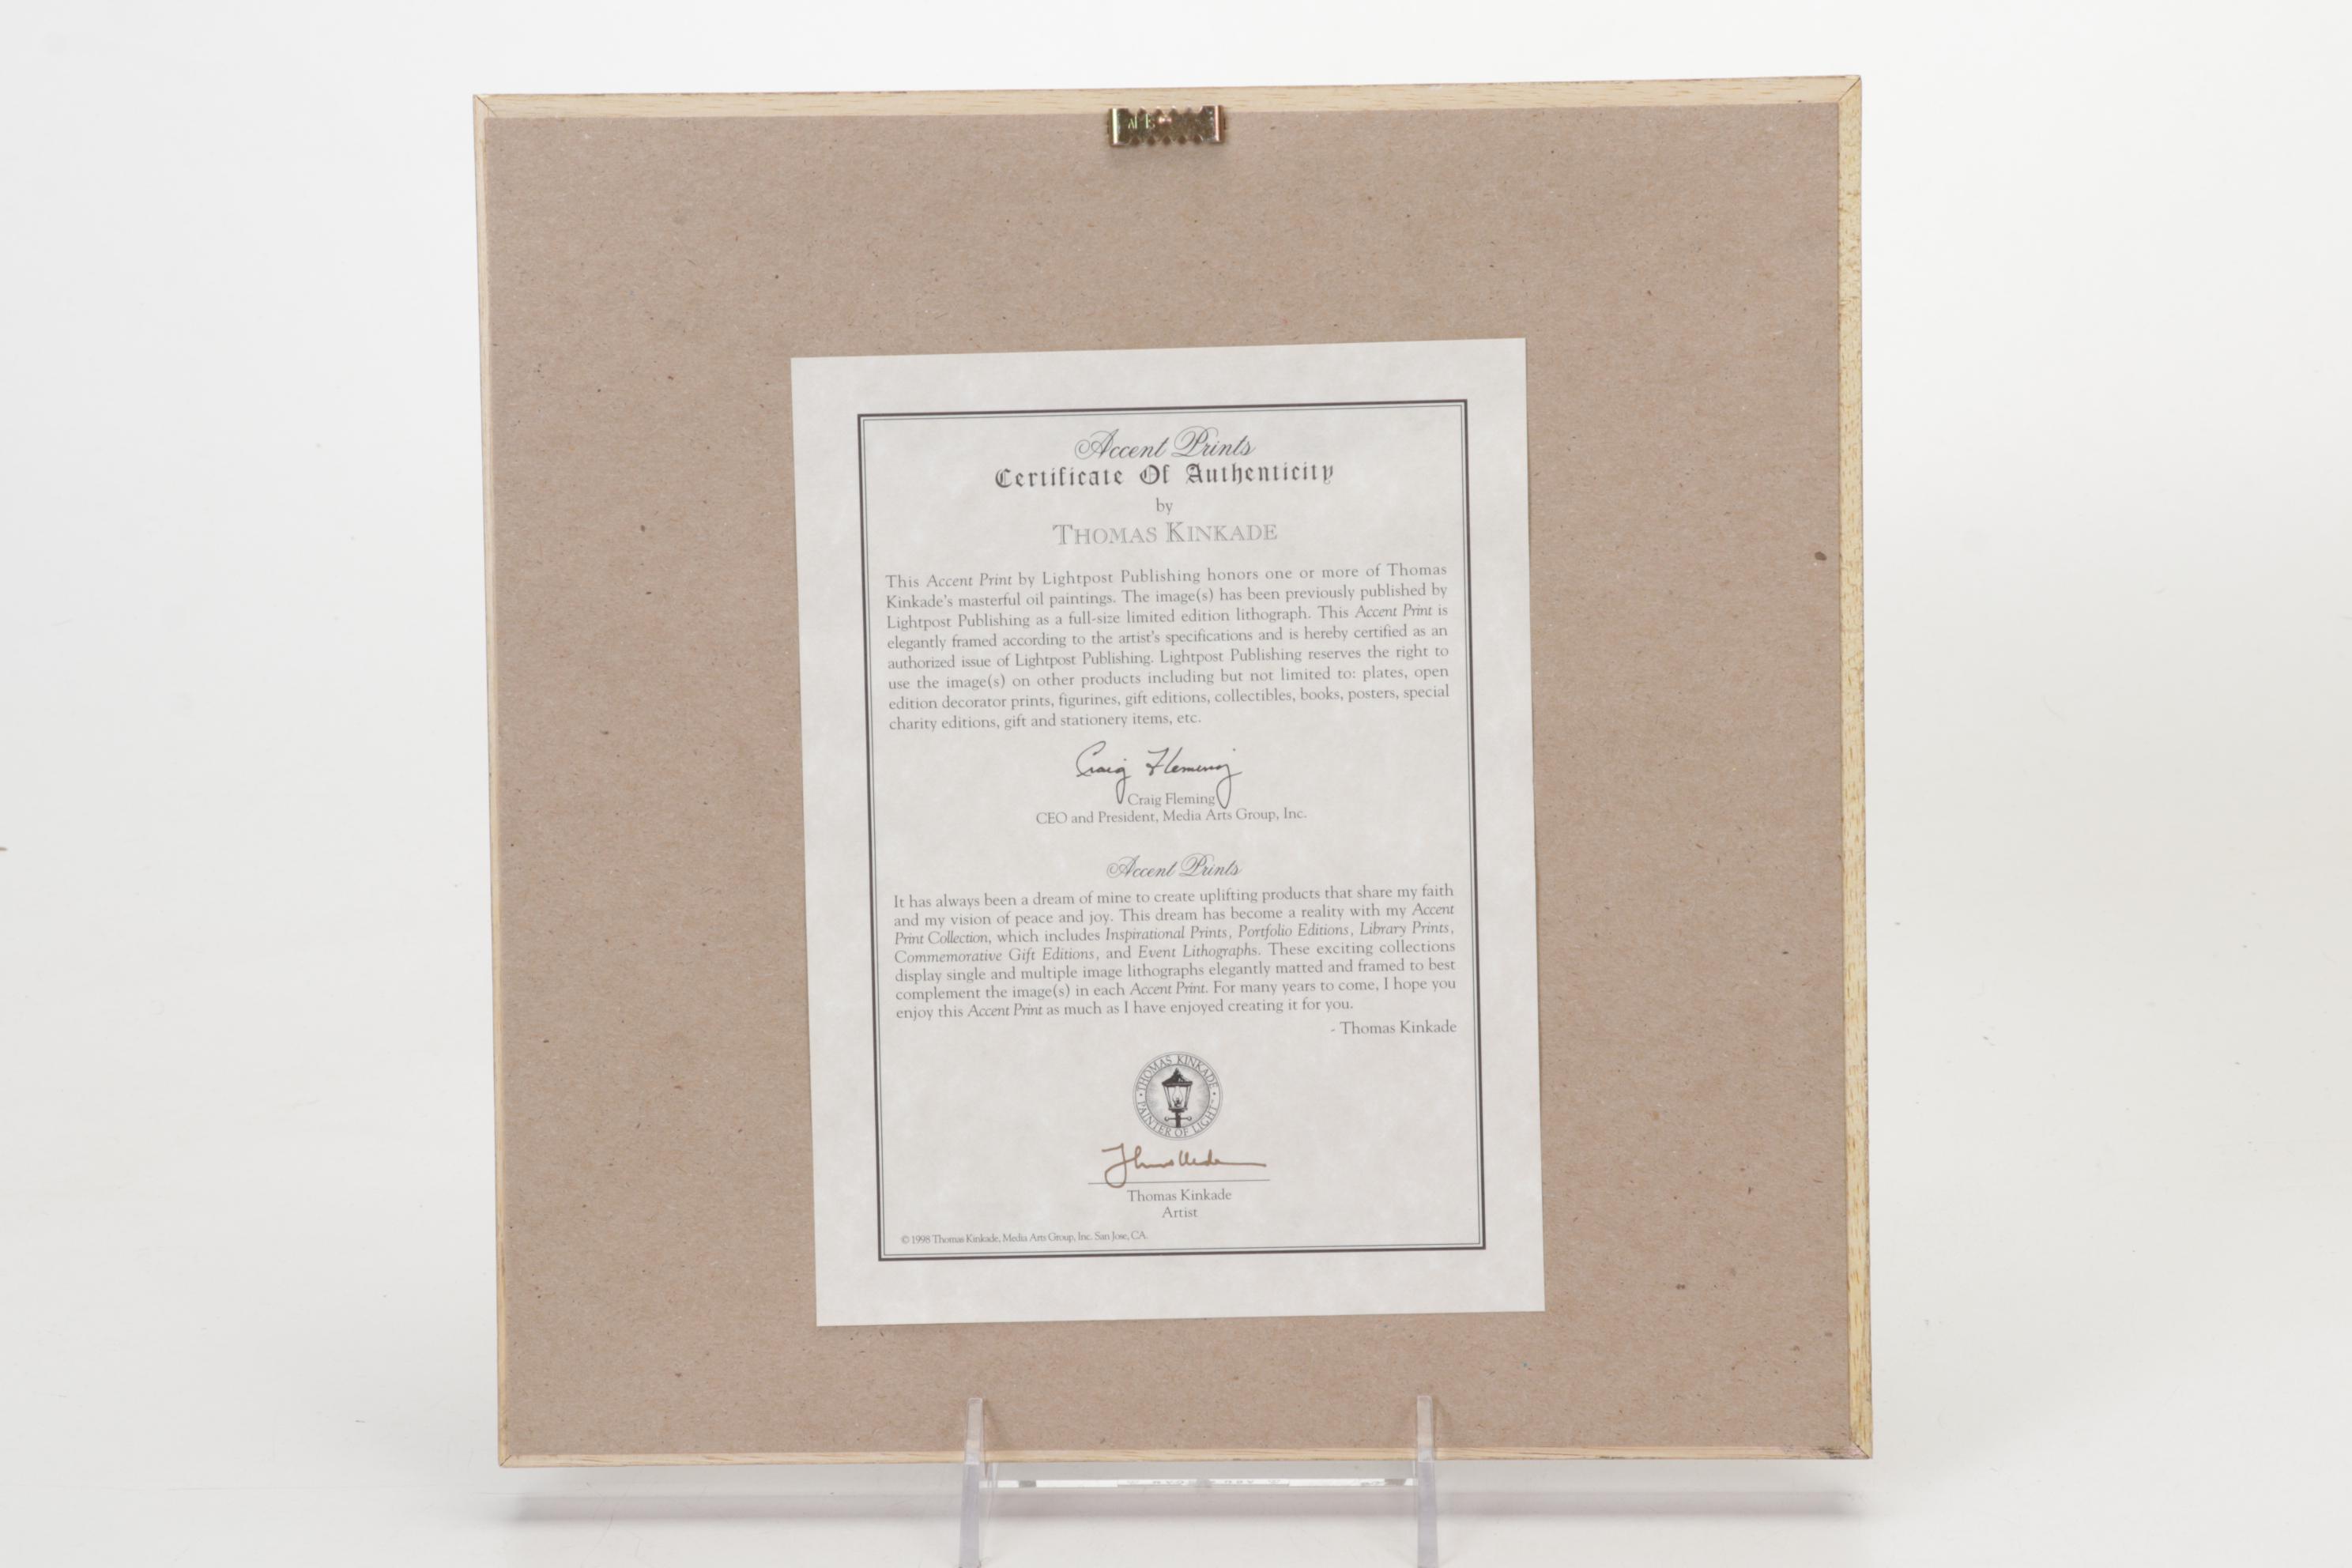 Accent Prints
Certificate Of Authenticity
by
THOMAS KINKADE
This Accent Print by Lightpost Publishing honors one or more of Thomas
Kinkade's masterful oil paintings. The image(s) has been previously published by
Lightpost Publishing as a full-size limited edition lithograph. This Accent Print is
elegantly framed according to the artist's specifications and is hereby certified as an
authorized issue of Lightpost Publishing. Lightpost Publishing reserves the right to
use the image(s) on other products including but not limited to: plates, open
edition decorator prints, figurines, gift editions, collectibles, books, posters, special
charity editions, gift and stationery items, etc.
Craig Fleming
Craig Fleming
CEO and President, Media Arts Group, Inc.
Accent Prints
It has always been a dream of mine to create uplifting products that share my faith
and my vision of peace and joy. This dream has become a reality with my Accent
Print Collection, which includes Inspirational Prints, Portfolio Editions, Library Prints,
Commemorative Gift Editions, and Event Lithographs. These exciting collections
display single and multiple image lithographs elegantly matted and framed to best
complement the image(s) in each Accent Print. For many years to come, I hope you
enjoy this Accent Print as much as I have enjoyed creating it for you.
- Thomas Kinkade
THOMAS KINKADE
PAINTER OF LIGHT
Thomas Kinkade
Artist
© 1998 Thomas Kinkade, Media Arts Group, Inc. San Jose, CA.